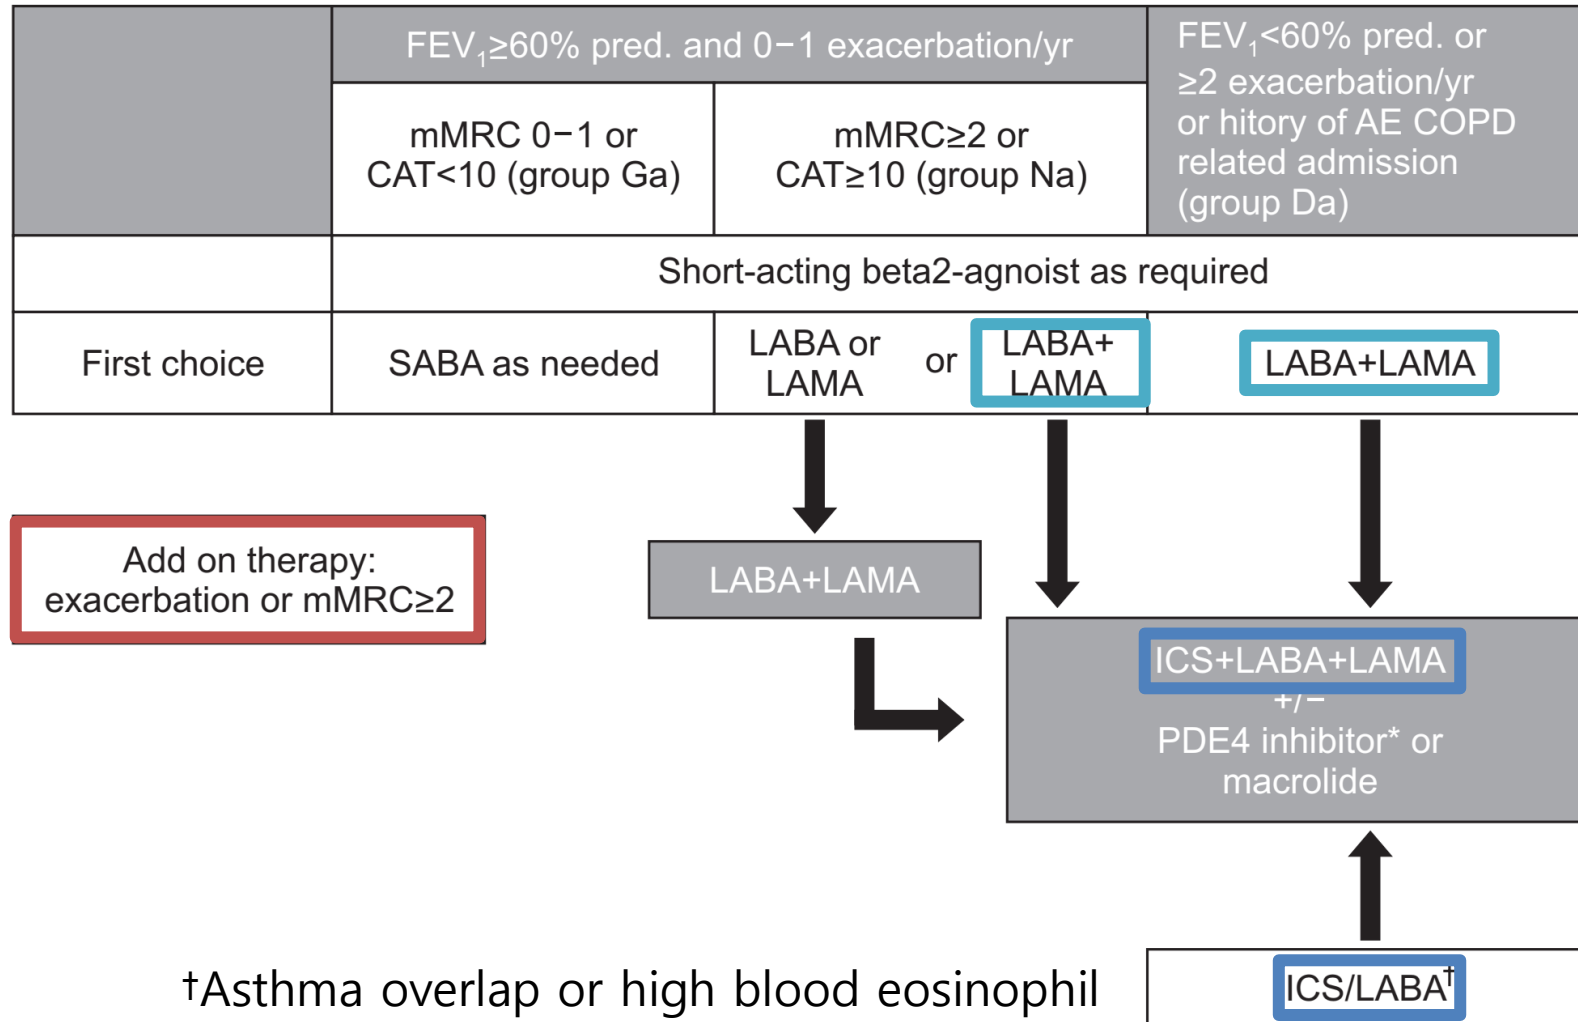 FEV₁≥60% pred. and 0−1 exacerbation/yr
FEV₁<60% pred. or
≥2 exacerbation/yr
or hitory of AE COPD
related admission
(group Da)
mMRC 0−1 or
CAT<10 (group Ga)
mMRC≥2 or
CAT≥10 (group Na)
Short-acting beta2-agnoist as required
First choice
SABA as needed
LABA or
LAMA
or
LABA+
LAMA
LABA+LAMA
Add on therapy:
exacerbation or mMRC≥2
LABA+LAMA
ICS+LABA+LAMA
+/−
PDE4 inhibitor* or
macrolide
†Asthma overlap or high blood eosinophil
ICS/LABA†